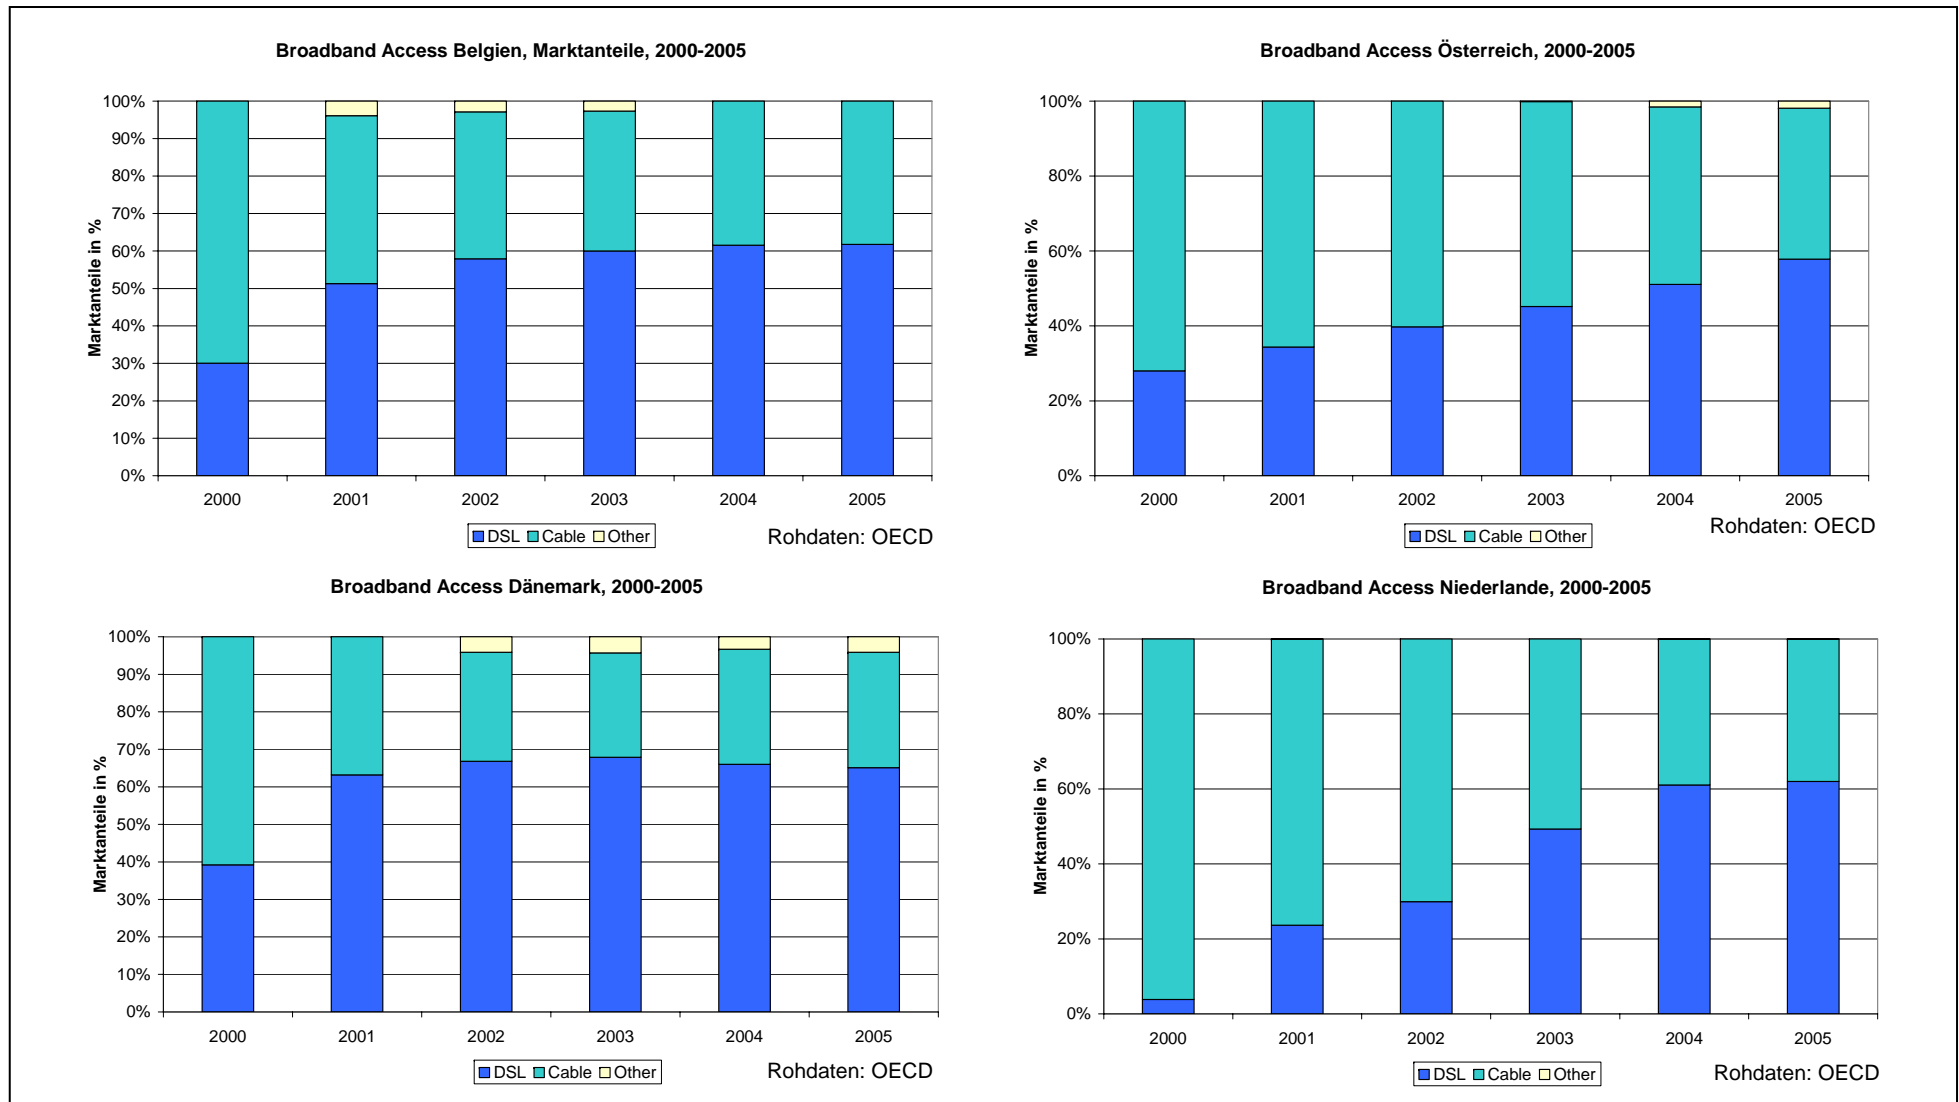 Broadband Access Belgien, Marktanteile, 2000-2005
Marktanteile in %
100%
90%
80%
70%
60%
50%
40%
30%
20%
10%
0%
2000 2001 2002 2003 2004 2005
DSL Cable Other
Rohdaten: OECD
Broadband Access Österreich, 2000-2005
Marktanteile in %
100%
80%
60%
40%
20%
0%
2000 2001 2002 2003 2004 2005
DSL Cable Other
Rohdaten: OECD
Broadband Access Dänemark, 2000-2005
Marktanteile in %
100%
90%
80%
70%
60%
50%
40%
30%
20%
10%
0%
2000 2001 2002 2003 2004 2005
DSL Cable Other
Rohdaten: OECD
Broadband Access Niederlande, 2000-2005
Marktanteile in %
100%
80%
60%
40%
20%
0%
2000 2001 2002 2003 2004 2005
DSL Cable Other
Rohdaten: OECD